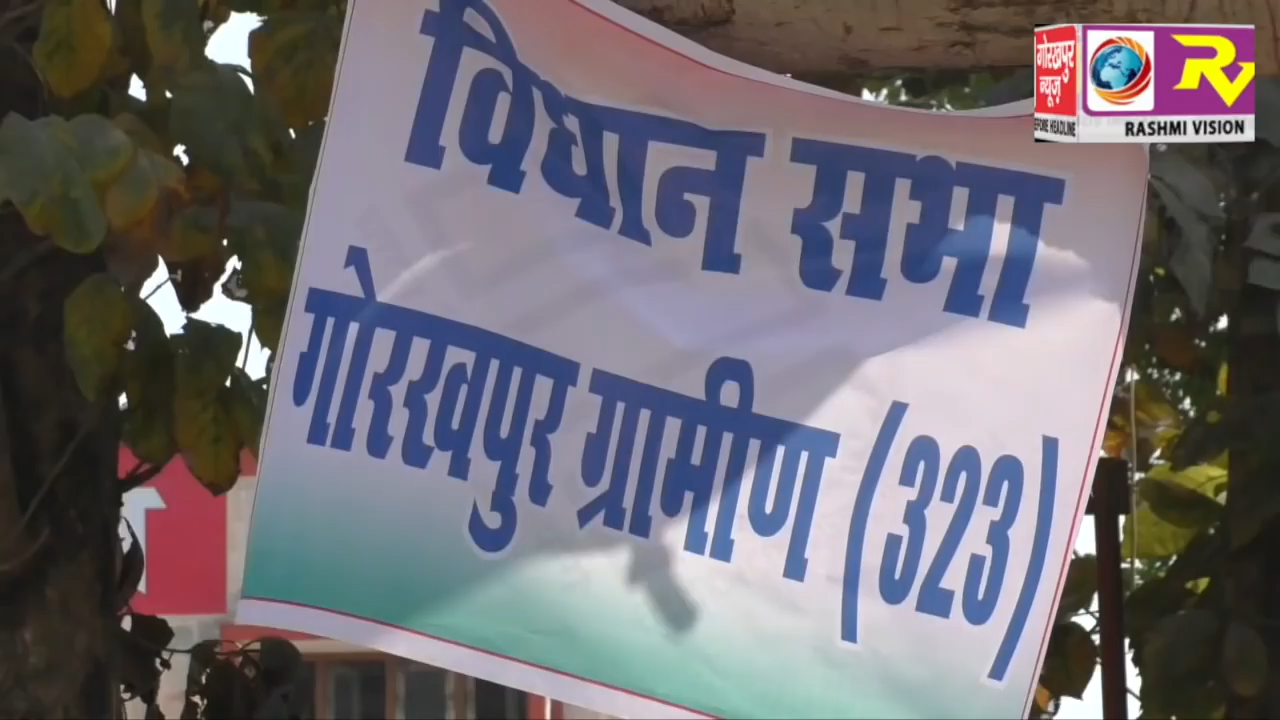 विधान सभा
गोरखपुर ग्रामीण (323)
गोरखपुर
न्यूज़
RV
RASHMI VISION